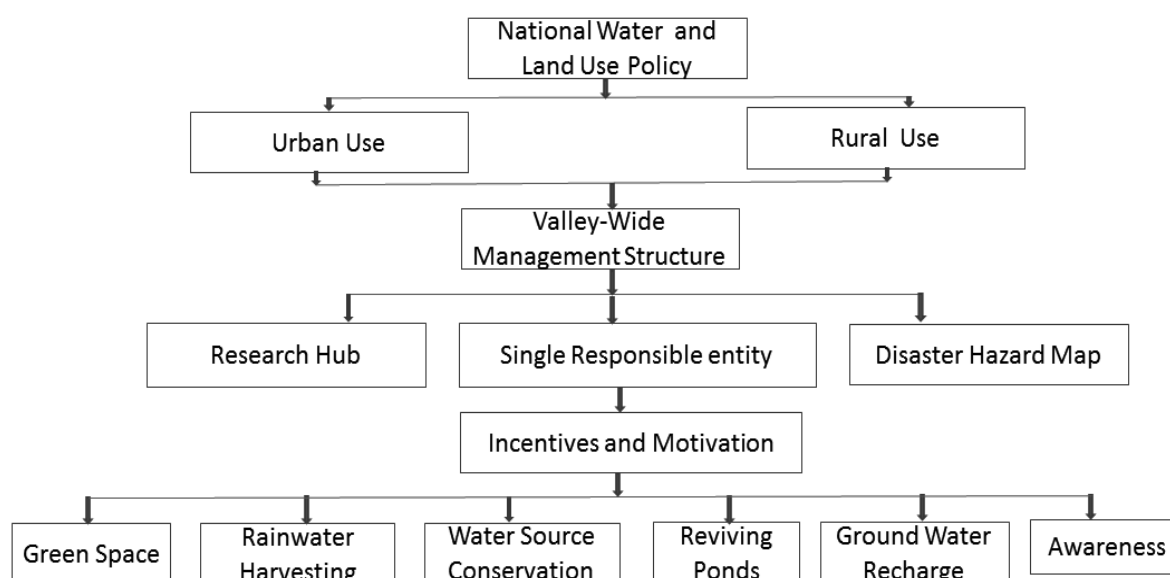 National Water and
Land Use Policy
Urban Use
Rural Use
Valley-Wide
Management Structure
Research Hub
Single Responsible entity
Disaster Hazard Map
Incentives and Motivation
Green Space
Rainwater
Harvesting
Water Source
Conservation
Reviving
Ponds
Ground Water
Recharge
Awareness